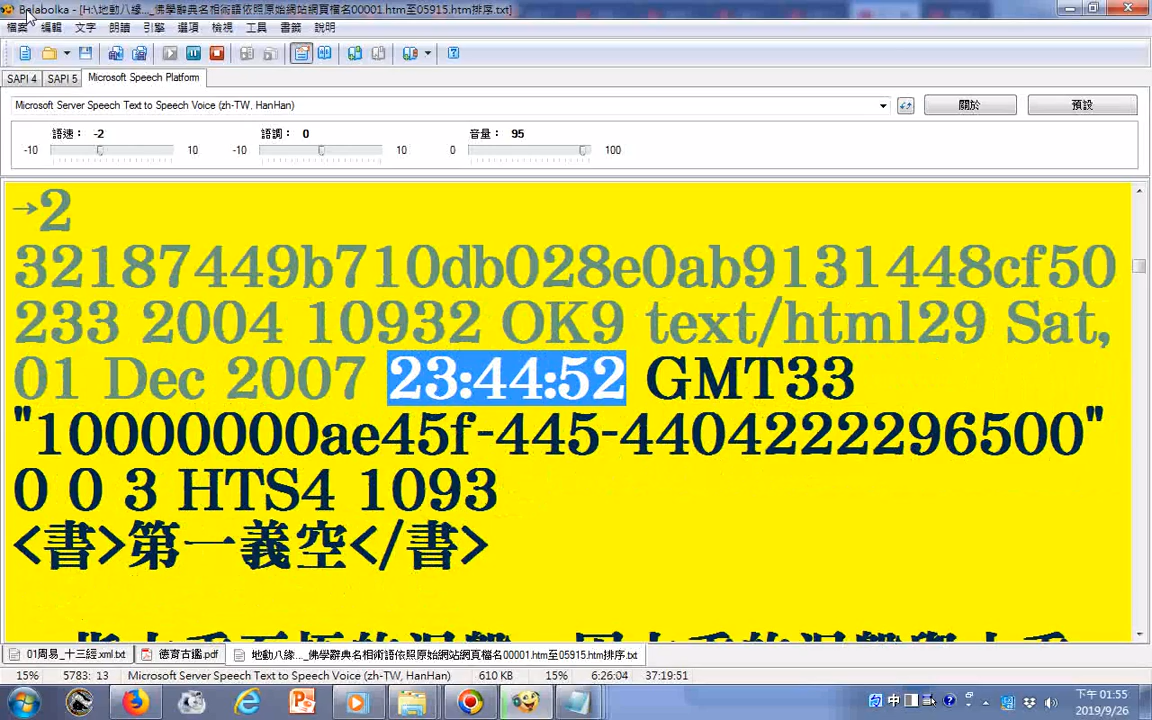 Balabolka - [H:\地動八緣..._佛學辭典名相術語依照原始網站網頁檔名00001.htm至05915.htm排序.txt]
檔案 編輯 文字 朗讀 引擎 選項 檢視 工具 書籤 說明
SAPI 4 SAPI 5 Microsoft Speech Platform
Microsoft Server Speech Text to Speech Voice (zh-TW, HanHan) 關於 預設
語速： -2 語調： 0 音量： 95
-10 10 -10 10 0 100
→2
32187449b710db028e0ab9131448cf50
233 2004 10932 OK9 text/html29 Sat,
01 Dec 2007 23:44:52 GMT33
"10000000ae45f-445-4404222296500"
0 0 3 HTS4 1093
<書>第一義空</書>
01周易_十三經.xml.txt 德育古鑑.pdf 地動八緣..._佛學辭典名相術語依照原始網站網頁檔名00001.htm至05915.htm排序.txt
15% 5783: 13 Microsoft Server Speech Text to Speech Voice (zh-TW, HanHan) 610 KB 15% 6:26:04 37:19:51
中 下午 01:55
2019/9/26